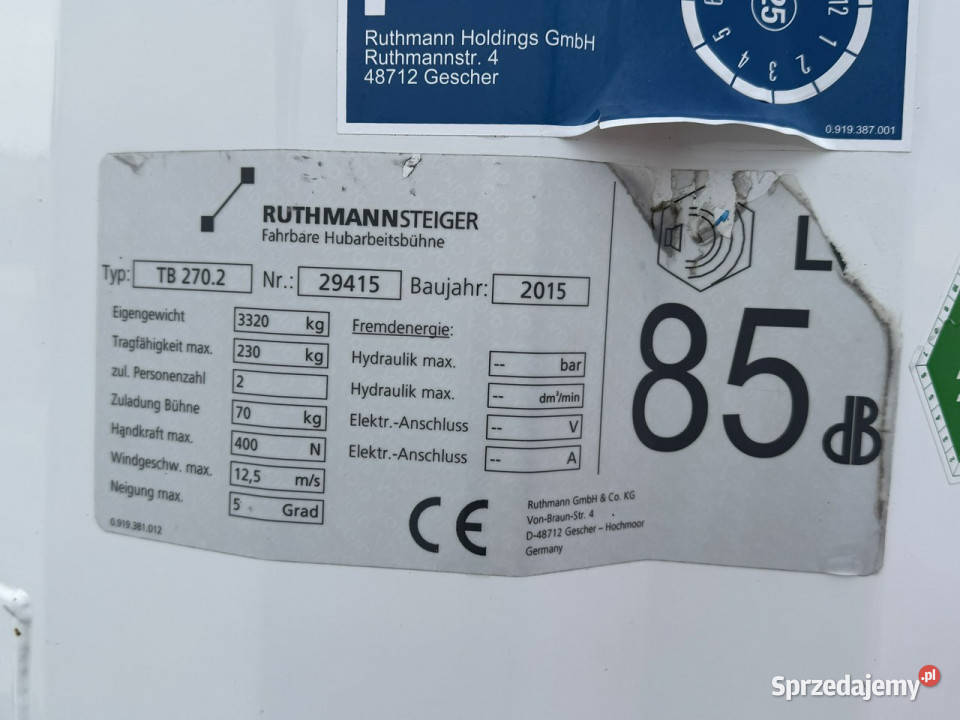 Ruthmann Holdings GmbH
Ruthmannstr. 4
48712 Gescher
25
12
1
2
3
4
5
0.919.387.001
RUTHMANNSTEIGER
Fahrbare Hubarbeitsbühne
Typ: TB 270.2 Nr.: 29415 Baujahr: 2015
Eigengewicht 3320 kg
Tragfähigkeit max. 230 kg
zul. Personenzahl 2
Zuladung Bühne 70 kg
Handkraft max. 400 N
Windgeschw. max. 12,5 m/s
Neigung max. 5 Grad
0.919.381.012
Fremdenergie:
Hydraulik max. -- bar
Hydraulik max. -- dm³/min
Elektr.-Anschluss -- V
Elektr.-Anschluss -- A
CE
Ruthmann GmbH & Co. KG
Von-Braun-Str. 4
D-48712 Gescher – Hochmoor
Germany
L
85 dB
Sprzedajemy.pl